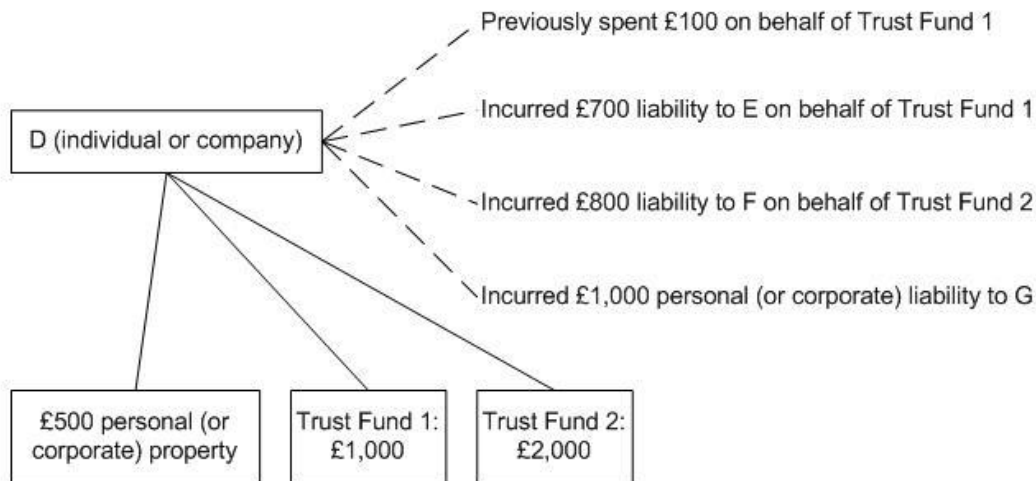 Previously spent £100 on behalf of Trust Fund 1
D (individual or company)
Incurred £700 liability to E on behalf of Trust Fund 1
Incurred £800 liability to F on behalf of Trust Fund 2
Incurred £1,000 personal (or corporate) liability to G
£500 personal (or
corporate) property
Trust Fund 1:
£1,000
Trust Fund 2:
£2,000